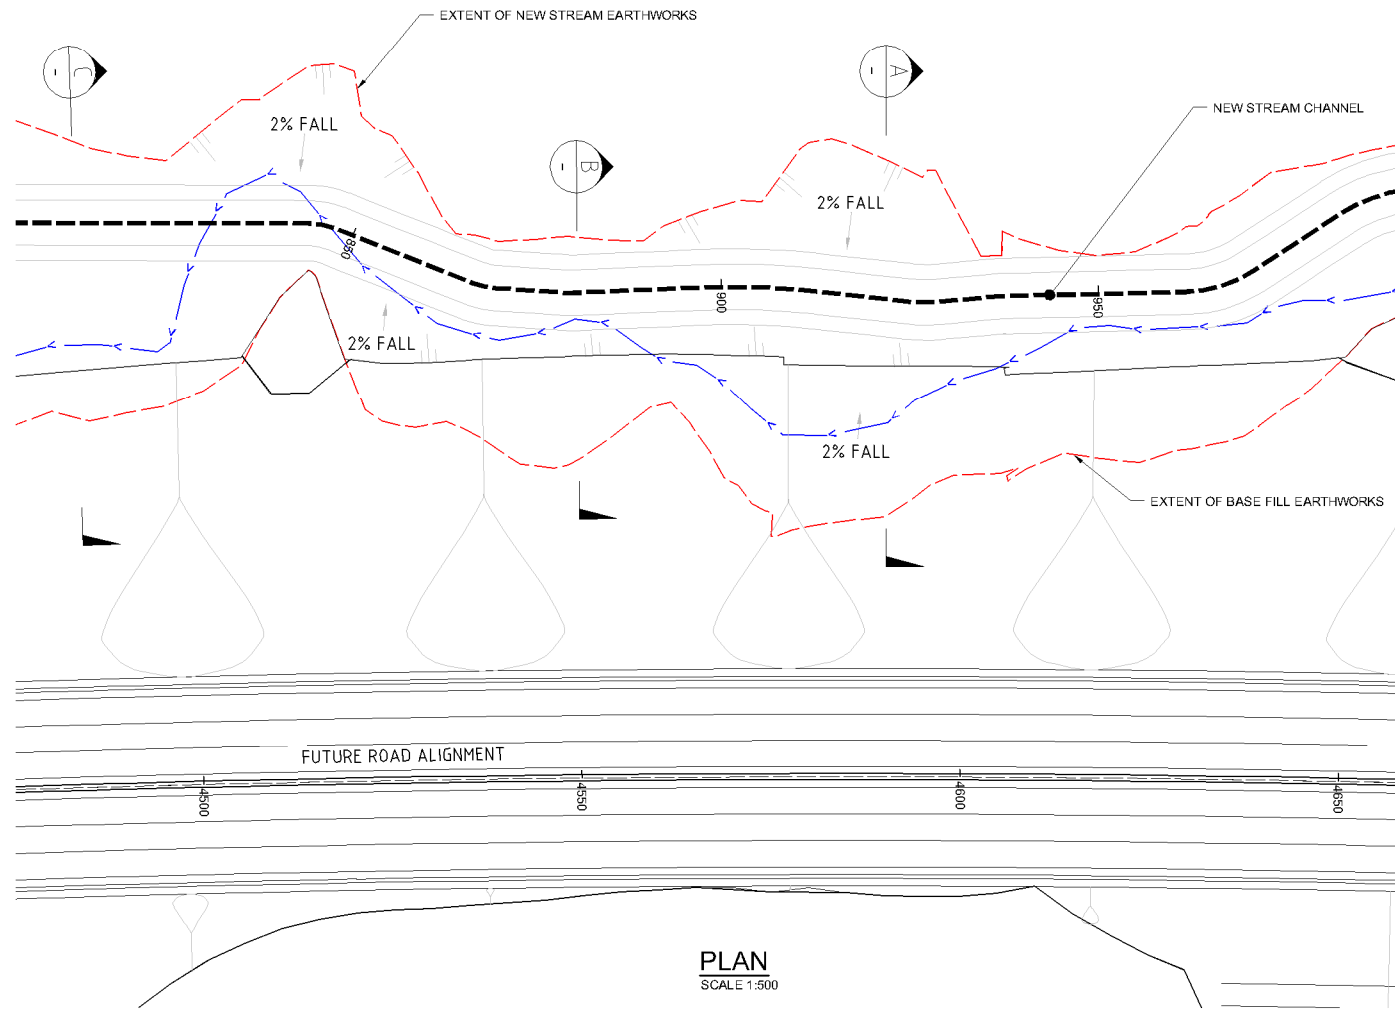 EXTENT OF NEW STREAM EARTHWORKS
C
-
A
-
NEW STREAM CHANNEL
2% FALL
B
-
2% FALL
850
900
950
2% FALL
2% FALL
EXTENT OF BASE FILL EARTHWORKS
FUTURE ROAD ALIGNMENT
4500
4550
4600
4650
PLAN
SCALE 1:500